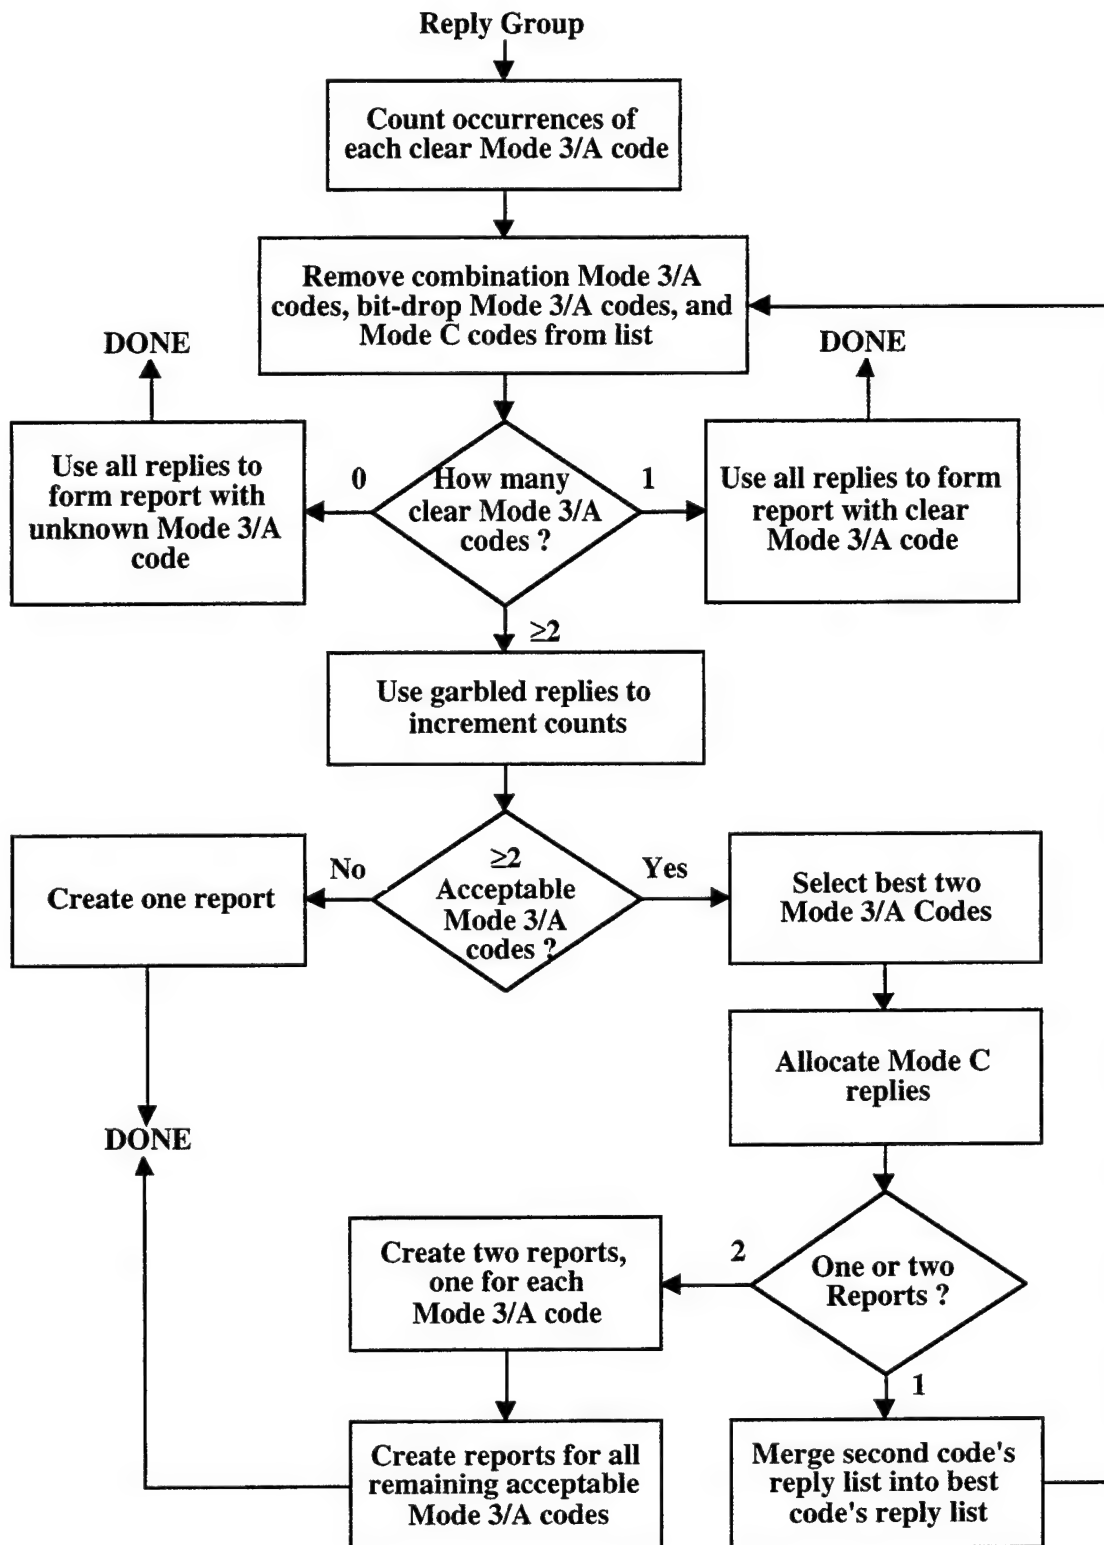 Reply Group
Count occurrences of
each clear Mode 3/A code
Remove combination Mode 3/A
codes, bit-drop Mode 3/A codes, and
Mode C codes from list
DONE
DONE
Use all replies to
form report with
unknown Mode 3/A
code
0
How many
clear Mode 3/A
codes ?
1
Use all replies to form
report with clear
Mode 3/A code
≥2
Use garbled replies to
increment counts
Create one report
No
≥2
Acceptable
Mode 3/A
codes ?
Yes
Select best two
Mode 3/A Codes
Allocate Mode C
replies
DONE
Create two reports,
one for each
Mode 3/A code
2
One or two
Reports ?
1
Create reports for all
remaining acceptable
Mode 3/A codes
Merge second code's
reply list into best
code's reply list